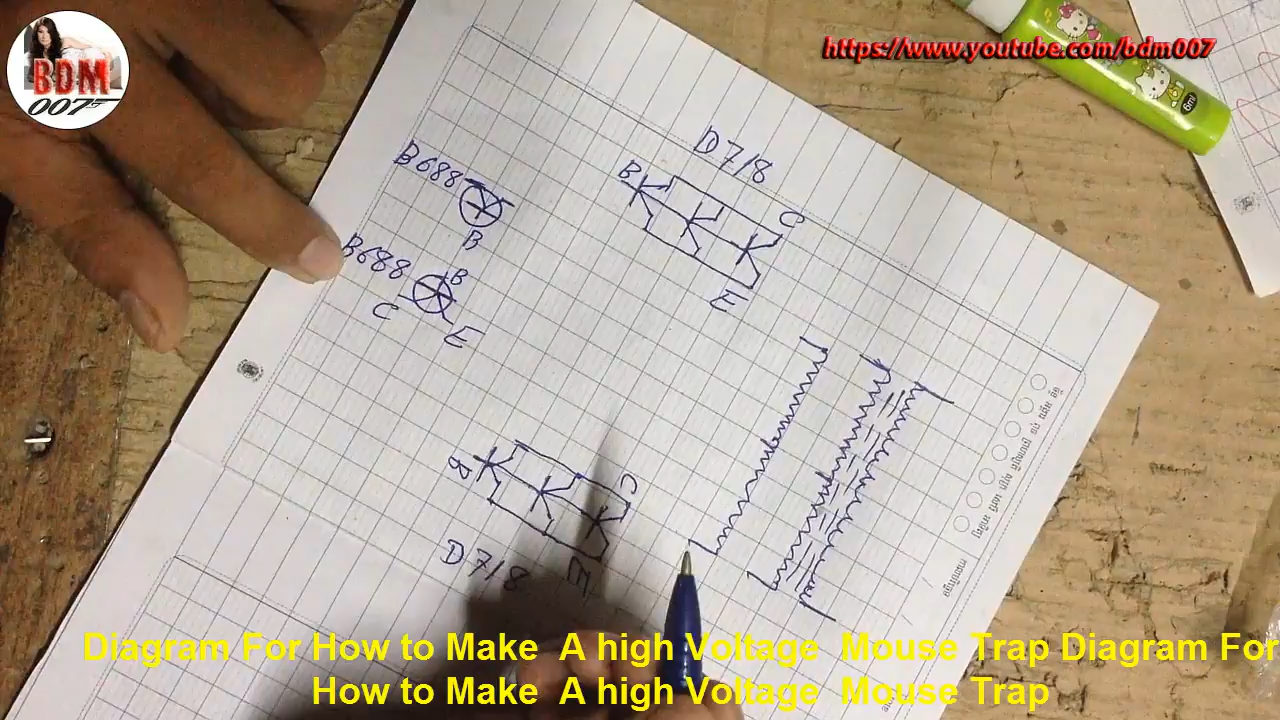 BDM
007
https://www.youtube.com/bdm007
6ml
D718
B
C
E
B688
B
B688
B
C
E
B
C
E
D718
Diagram For How to Make A high Voltage Mouse Trap Diagram For
How to Make A high Voltage Mouse Trap